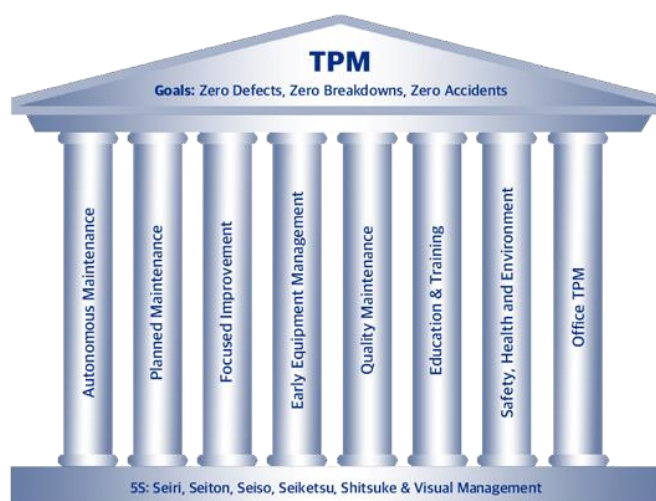 TPM
Goals: Zero Defects, Zero Breakdowns, Zero Accidents
Autonomous Maintenance
Planned Maintenance
Focused Improvement
Early Equipment Management
Quality Maintenance
Education & Training
Safety, Health and Environment
Office TPM
5S: Seiri, Seiton, Seiso, Seiketsu, Shitsuke & Visual Management